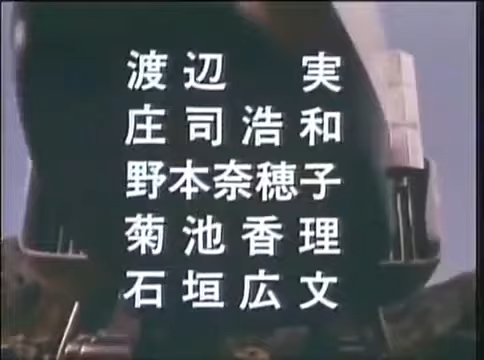 渡辺　実
庄司浩和
野本奈穂子
菊池香理
石垣広文